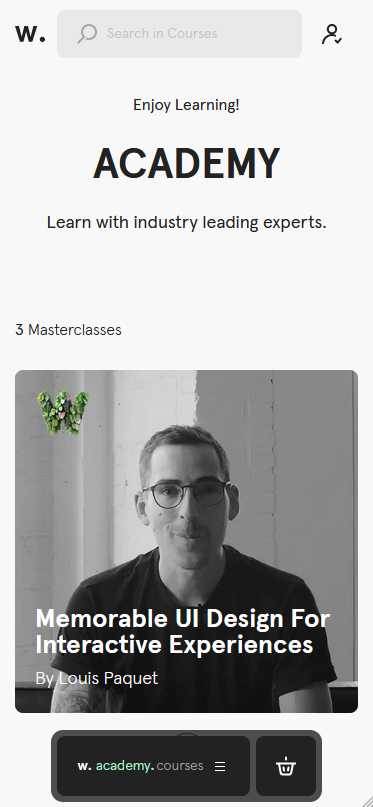 w.
Search in Courses
Enjoy Learning!
ACADEMY
Learn with industry leading experts.
3 Masterclasses
W
Memorable UI Design For
Interactive Experiences
By Louis Paquet
w. academy. courses